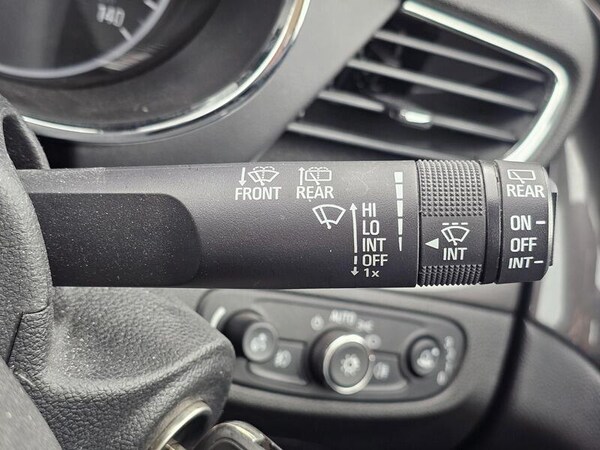 140
FRONT REAR
HI
LO
INT
OFF
1x
INT
REAR
ON
OFF
INT
AUTO